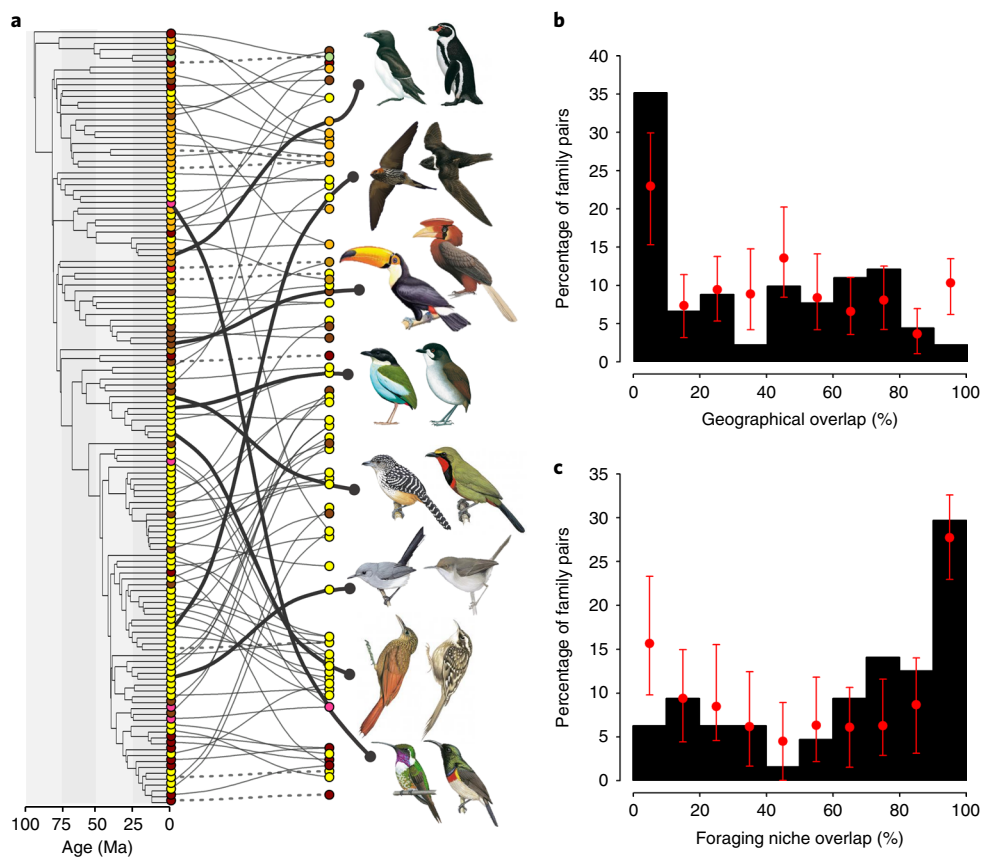 a
100 75 50 25 0
Age (Ma)
b
40
35
30
25
20
15
10
5
0
Percentage of family pairs
0 20 40 60 80 100
Geographical overlap (%)
c
35
30
25
20
15
10
5
0
Percentage of family pairs
0 20 40 60 80 100
Foraging niche overlap (%)